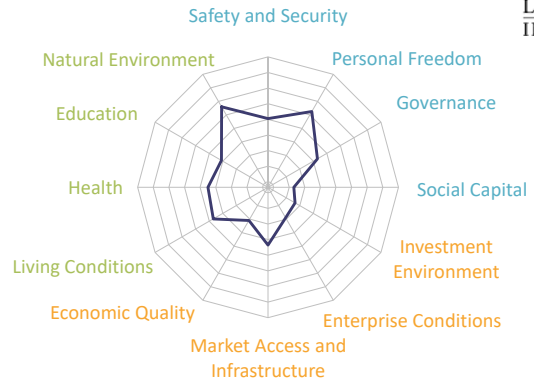 Safety and Security
Natural Environment
Personal Freedom
Education
Governance
Health
Social Capital
Investment
Environment
Living Conditions
Economic Quality
Enterprise Conditions
Market Access and
Infrastructure